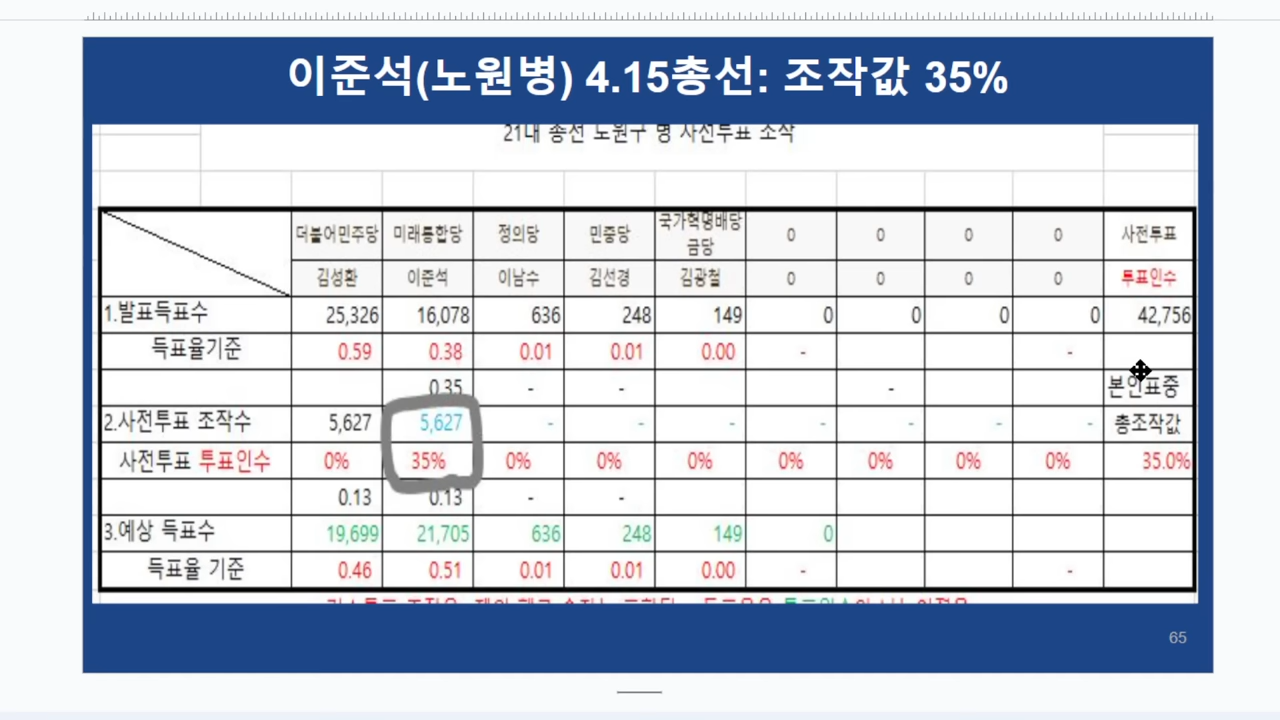 이준석(노원병) 4.15총선: 조작값 35%
21대 총선 노원구 병 사전투표 조작
더불어민주당 미래통합당 정의당 민중당 국가혁명배당금당 0 0 0 0 사전투표
김성환 이준석 이남수 김선경 김광철 0 0 0 0 투표인수
1.발표득표수 25,326 16,078 636 248 149 0 0 0 0 42,756
득표율기준 0.59 0.38 0.01 0.01 0.00 - -
0.35 - - - 본인표중
2.사전투표 조작수 5,627 5,627 - - - - - - - 총조작값
사전투표 투표인수 0% 35% 0% 0% 0% 0% 0% 0% 0% 35.0%
0.13 0.13 - -
3.예상 득표수 19,699 21,705 636 248 149 0
득표율 기준 0.46 0.51 0.01 0.01 0.00 - -
65